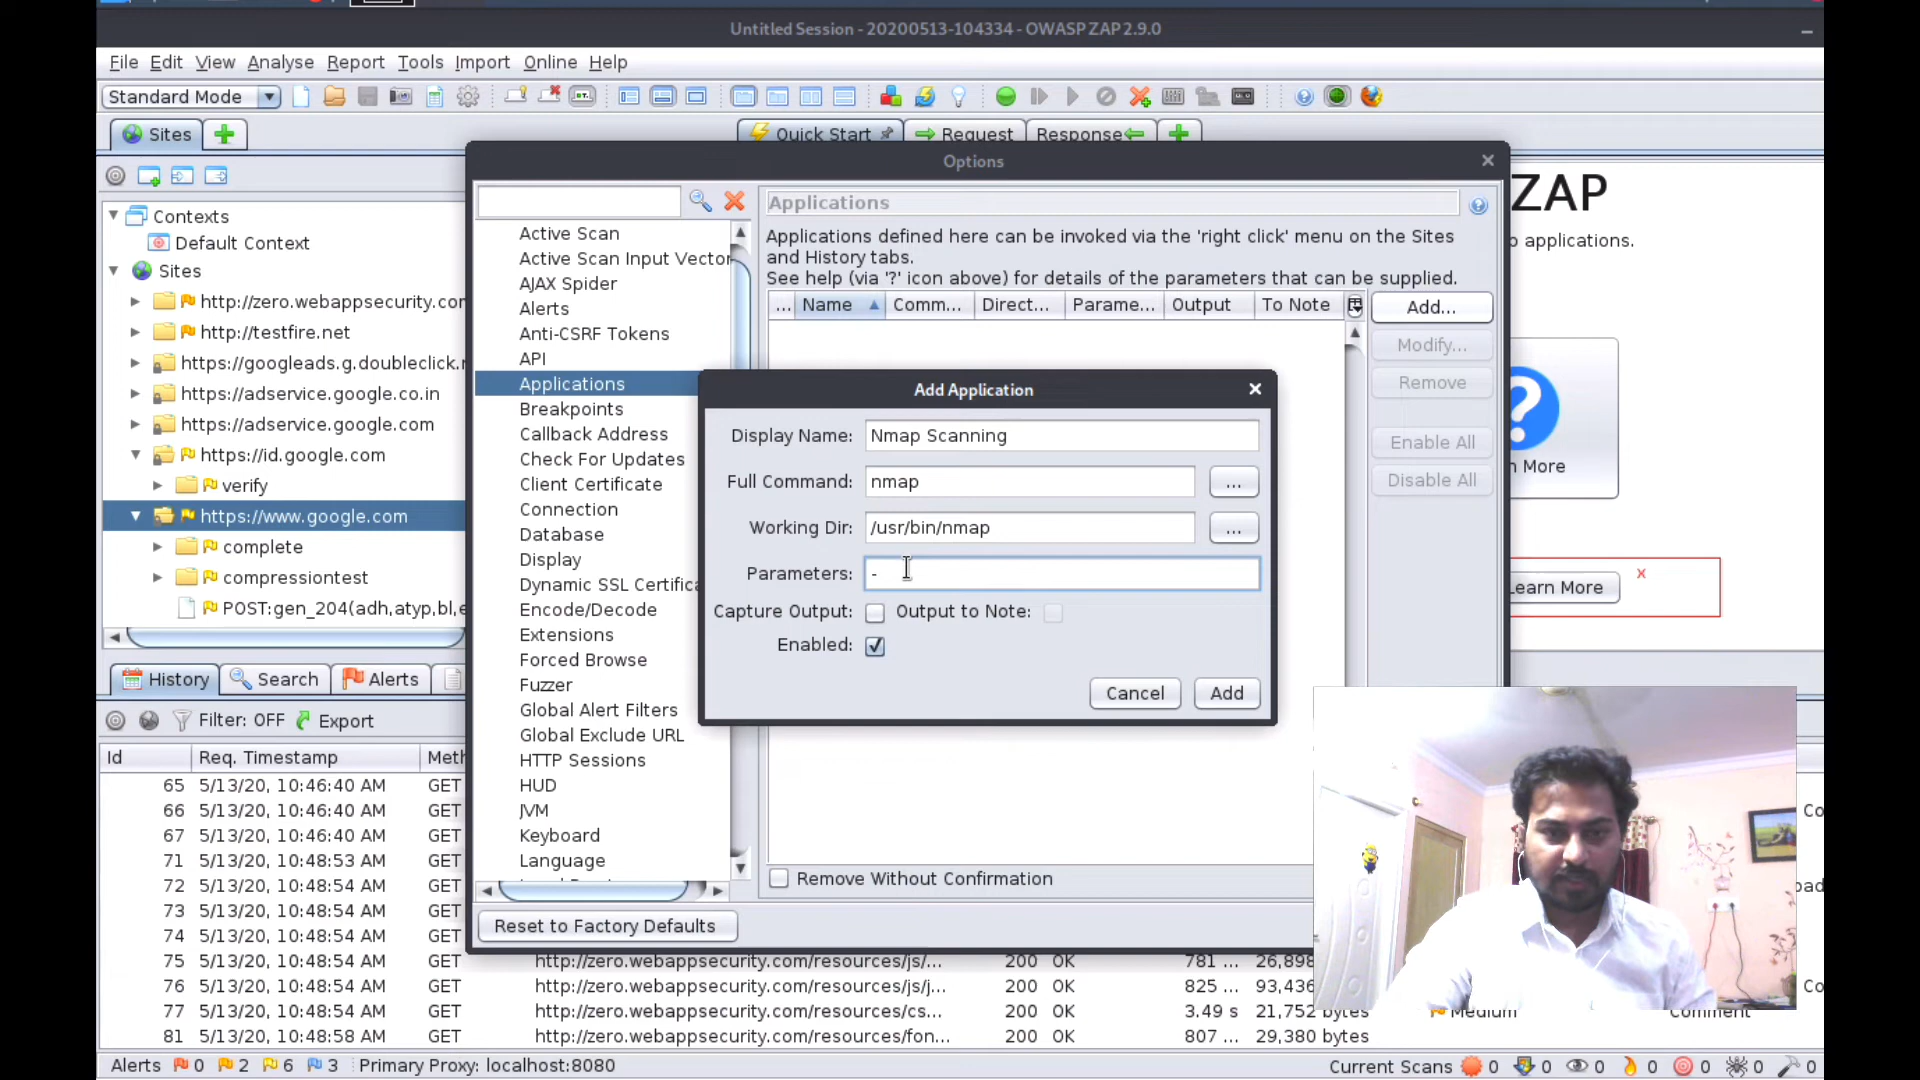 Untitled Session - 20200513-104334 - OWASP ZAP 2.9.0
File Edit View Analyse Report Tools Import Online Help
Standard Mode
Sites
Quick Start
Request
Response
Options
Contexts
Default Context
Sites
http://zero.webappsecurity.co
http://testfire.net
https://googleads.g.doubleclick.
https://adservice.google.co.in
https://adservice.google.com
https://id.google.com
verify
https://www.google.com
complete
compressiontest
POST:gen_204(adh,atyp,bl,e
Active Scan
Active Scan Input Vector
AJAX Spider
Alerts
Anti-CSRF Tokens
API
Applications
Breakpoints
Callback Address
Check For Updates
Client Certificate
Connection
Database
Display
Dynamic SSL Certifica
Encode/Decode
Extensions
Forced Browse
Fuzzer
Global Alert Filters
Global Exclude URL
HTTP Sessions
HUD
JVM
Keyboard
Language
Reset to Factory Defaults
Applications
Applications defined here can be invoked via the 'right click' menu on the Sites
and History tabs.
See help (via '?' icon above) for details of the parameters that can be supplied.
... Name Comm... Direct... Parame... Output To Note
Add...
Modify...
Remove
Enable All
Disable All
Remove Without Confirmation
Add Application
Display Name: Nmap Scanning
Full Command: nmap ...
Working Dir: /usr/bin/nmap ...
Parameters: -
Capture Output: Output to Note:
Enabled:
Cancel Add
ZAP
o applications.
n More
Learn More
x
History Search Alerts
Filter: OFF Export
Id Req. Timestamp Meth
65 5/13/20, 10:46:40 AM GET
66 5/13/20, 10:46:40 AM GET
67 5/13/20, 10:46:40 AM GET
71 5/13/20, 10:48:53 AM GET
72 5/13/20, 10:48:54 AM GET
73 5/13/20, 10:48:54 AM GET
74 5/13/20, 10:48:54 AM GET
75 5/13/20, 10:48:54 AM GET http://zero.webappsecurity.com/resources/js/... 200 OK 781 ... 26,898
76 5/13/20, 10:48:54 AM GET http://zero.webappsecurity.com/resources/js/j... 200 OK 825 ... 93,436
77 5/13/20, 10:48:54 AM GET http://zero.webappsecurity.com/resources/cs... 200 OK 3.49 s 21,752 bytes Medium Comment
81 5/13/20, 10:48:58 AM GET http://zero.webappsecurity.com/resources/fon... 200 OK 807 ... 29,380 bytes
Alerts 0 2 6 3 Primary Proxy: localhost:8080
Current Scans 0 0 0 0 0 0 0